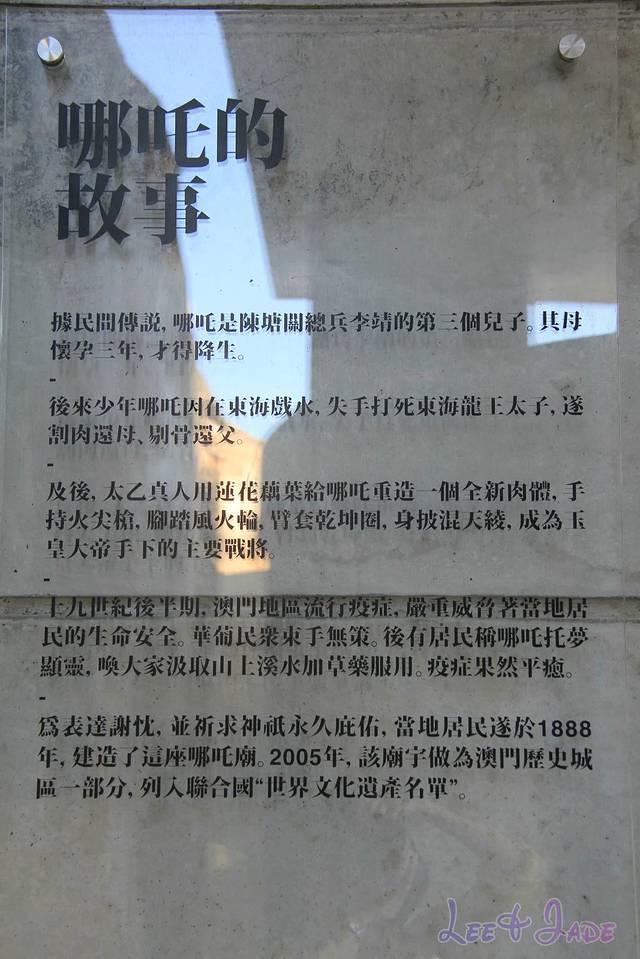 哪吒的
故事
據民間傳説, 哪吒是陳塘關總兵李靖的第三個兒子。其母
懷孕三年, 才得降生。
-
後來少年哪吒因在東海戲水, 失手打死東海龍王太子, 遂
割肉還母、剔骨還父。
-
及後, 太乙真人用蓮花藕葉給哪吒重造一個全新肉體, 手
持火尖槍, 腳踏風火輪, 臂套乾坤圈, 身披混天綾, 成為玉
皇大帝手下的主要戰將。
-
十九世紀後半期, 澳門地區流行疫症, 嚴重威脅著當地居
民的生命安全。華葡民衆束手無策。後有居民稱哪吒托夢
顯靈, 喚大家汲取山上溪水加草藥服用。疫症果然平癒。
-
爲表達謝忱, 並祈求神祇永久庇佑, 當地居民遂於1888
年, 建造了這座哪吒廟。2005年, 該廟宇做為澳門歷史城
區一部分, 列入聯合國“世界文化遺產名單”。
Lee & Jade